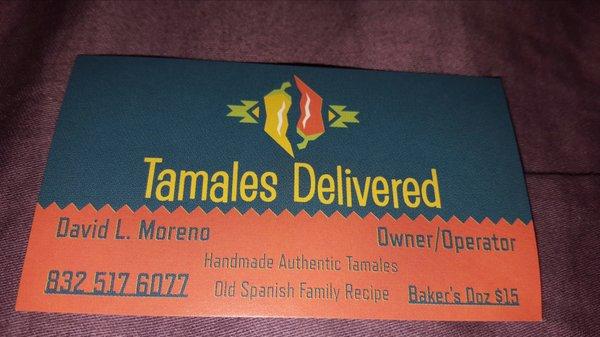 Tamales Delivered
David L. Moreno Owner/Operator
Handmade Authentic Tamales
832 517 6077 Old Spanish Family Recipe Baker's Doz $15